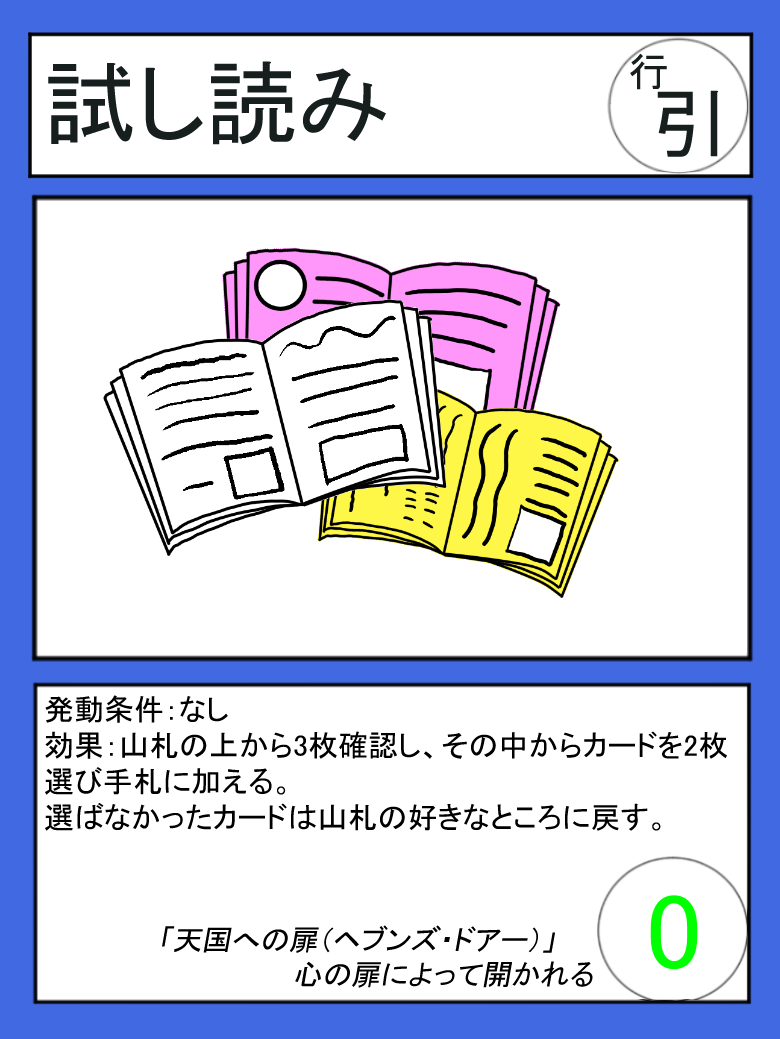 試し読み
行
引
発動条件：なし
効果：山札の上から3枚確認し、その中からカードを2枚
選び手札に加える。
選ばなかったカードは山札の好きなところに戻す。
「天国への扉（ヘブンズ・ドアー）」
心の扉によって開かれる
0